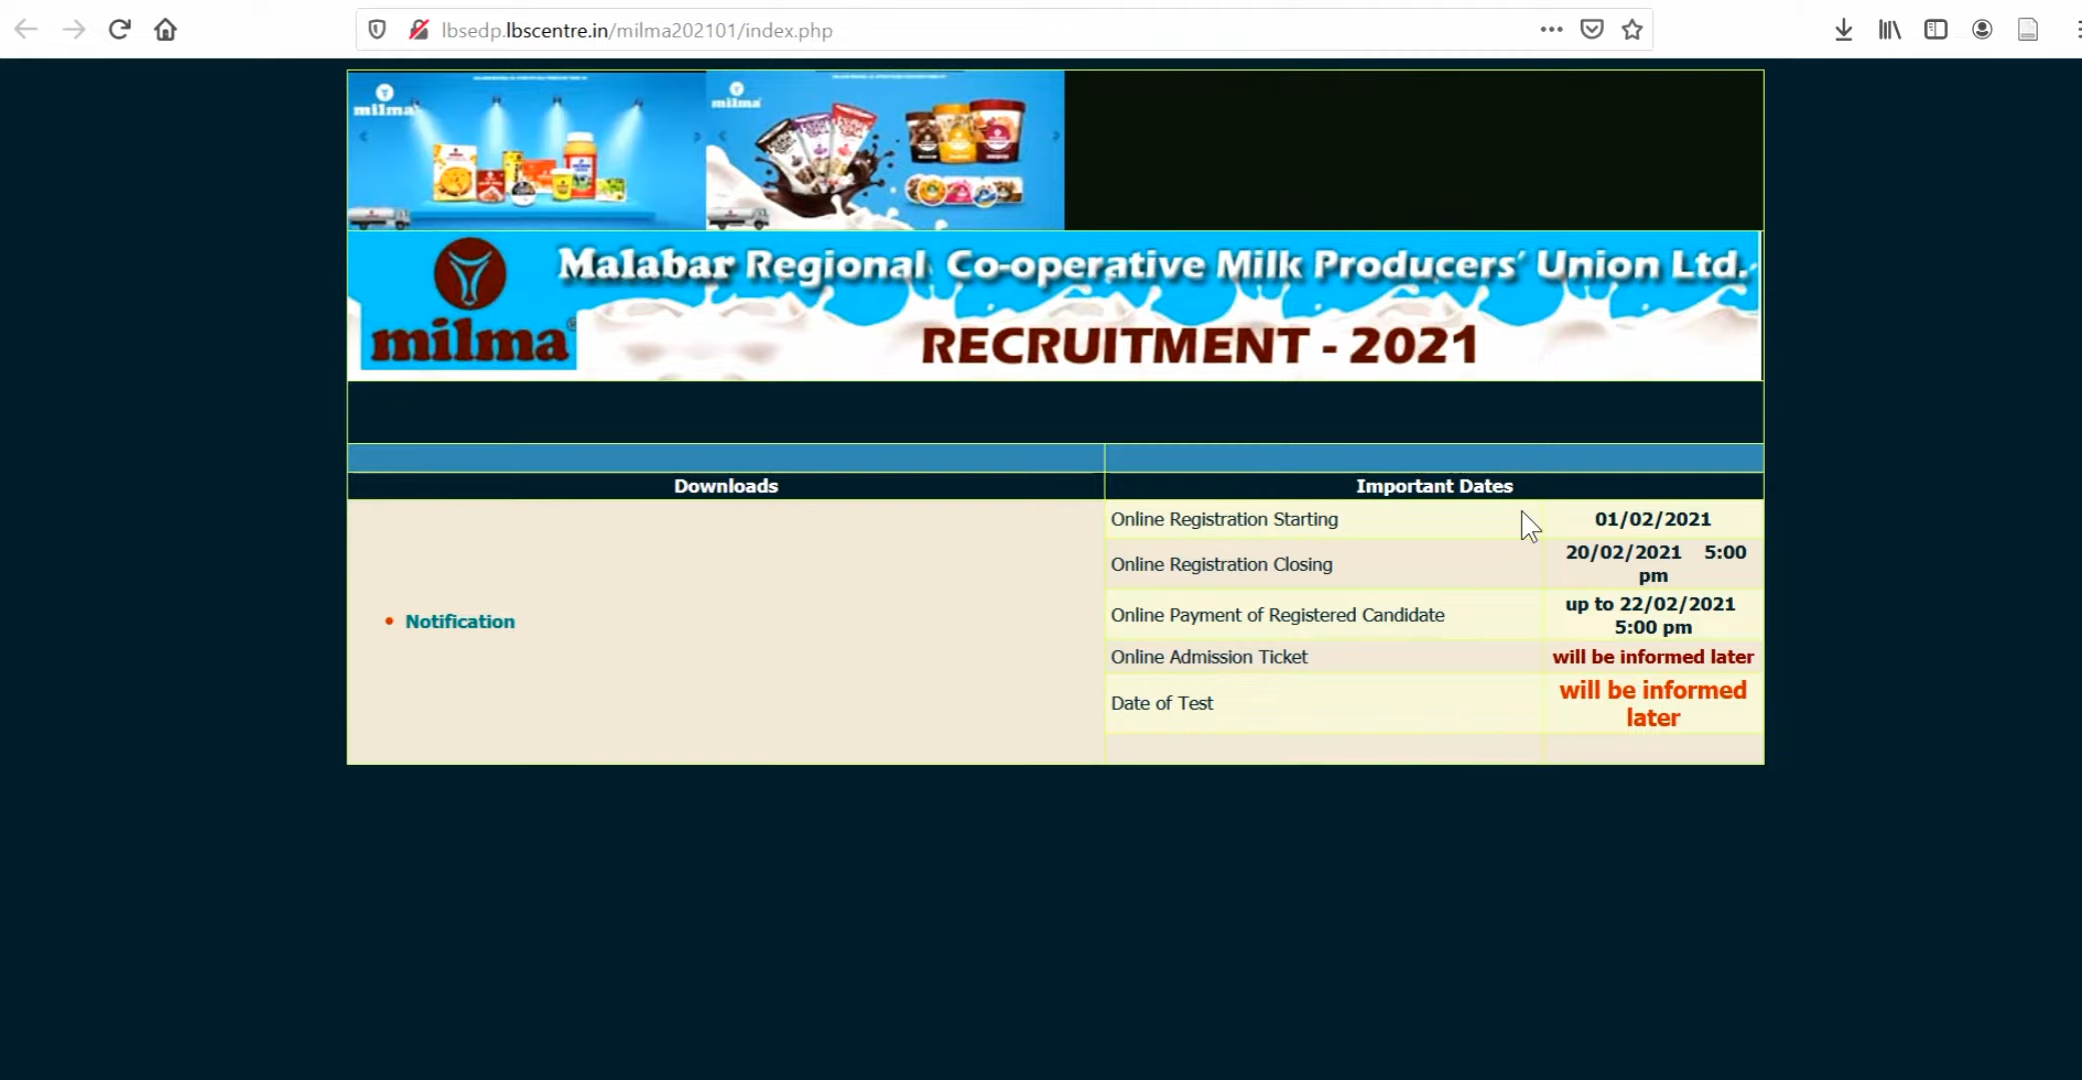 lbsedp.lbscentre.in/milma202101/index.php
milma
milma
Malabar Regional Co-operative Milk Producers' Union Ltd.
milma®
RECRUITMENT - 2021
Downloads
Important Dates
Online Registration Starting
01/02/2021
Online Registration Closing
20/02/2021 5:00
pm
• Notification
Online Payment of Registered Candidate
up to 22/02/2021
5:00 pm
Online Admission Ticket
will be informed later
Date of Test
will be informed
later